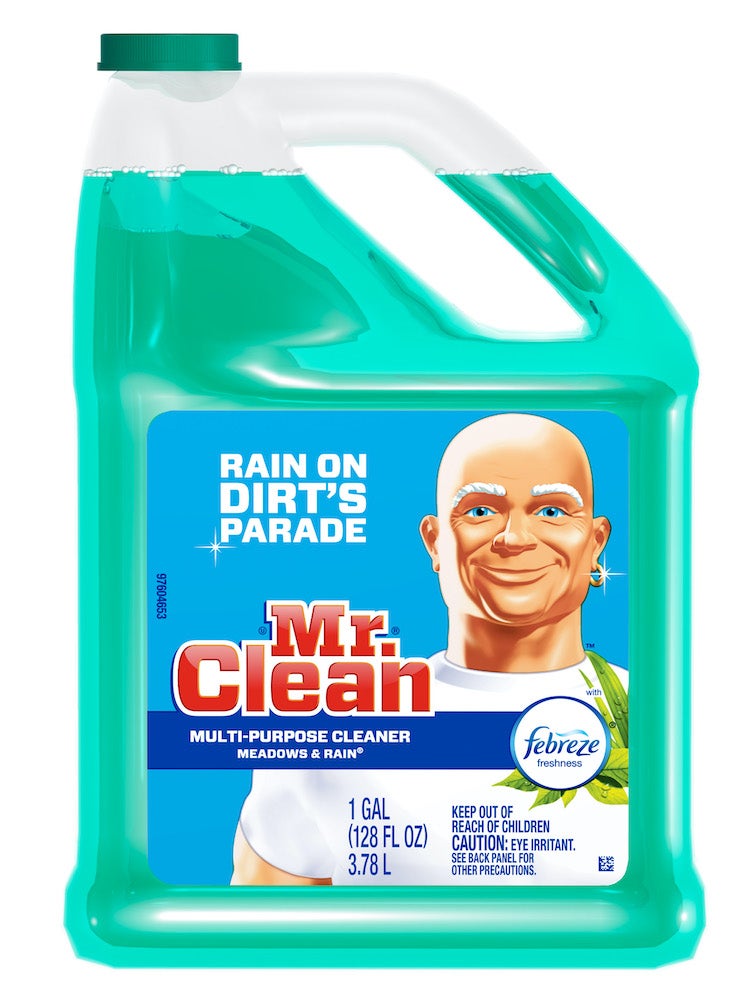 RAIN ON
DIRT'S
PARADE
97604653
® Mr.®
Clean
™
MULTI-PURPOSE CLEANER
MEADOWS & RAIN®
with
febreze®
freshness
1 GAL
(128 FL OZ)
3.78 L
KEEP OUT OF
REACH OF CHILDREN
CAUTION: EYE IRRITANT.
SEE BACK PANEL FOR
OTHER PRECAUTIONS.